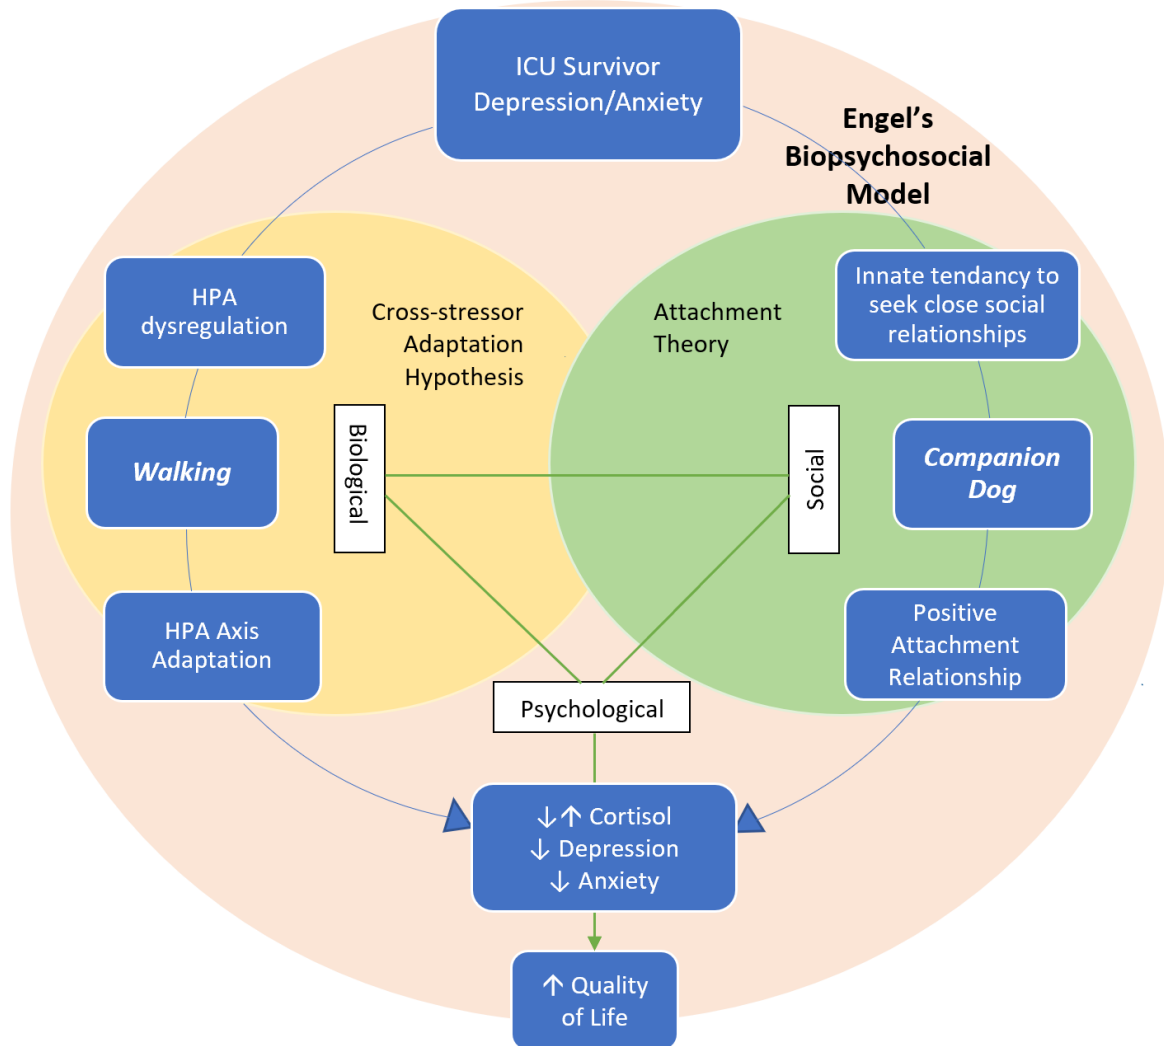 ICU Survivor
Depression/Anxiety
Engel's
Biopsychosocial
Model
HPA
dysregulation
Cross-stressor
Adaptation
Hypothesis
Attachment
Theory
Innate tendancy to
seek close social
relationships
Walking
Biological
Social
Companion
Dog
HPA Axis
Adaptation
Positive
Attachment
Relationship
Psychological
↓↑ Cortisol
↓ Depression
↓ Anxiety
↑ Quality
of Life